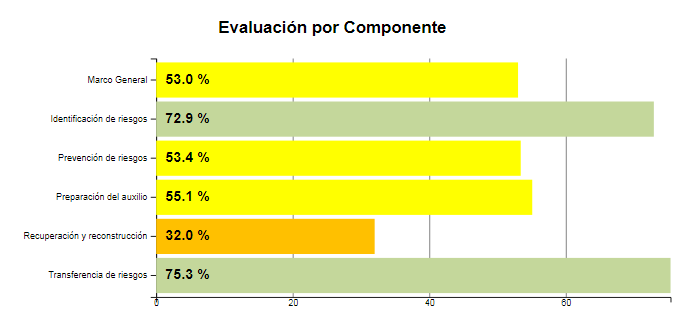 Evaluación por Componente
Marco General 53.0 %
Identificación de riesgos 72.9 %
Prevención de riesgos 53.4 %
Preparación del auxilio 55.1 %
Recuperación y reconstrucción 32.0 %
Transferencia de riesgos 75.3 %
0 20 40 60